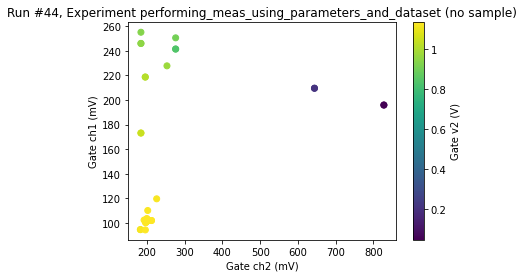 Run #44, Experiment performing_meas_using_parameters_and_dataset (no sample)
260
240
220
200
180
160
140
120
100
Gate ch1 (mV)
200 300 400 500 600 700 800
Gate ch2 (mV)
1
0.8
0.6
0.4
0.2
Gate v2 (V)